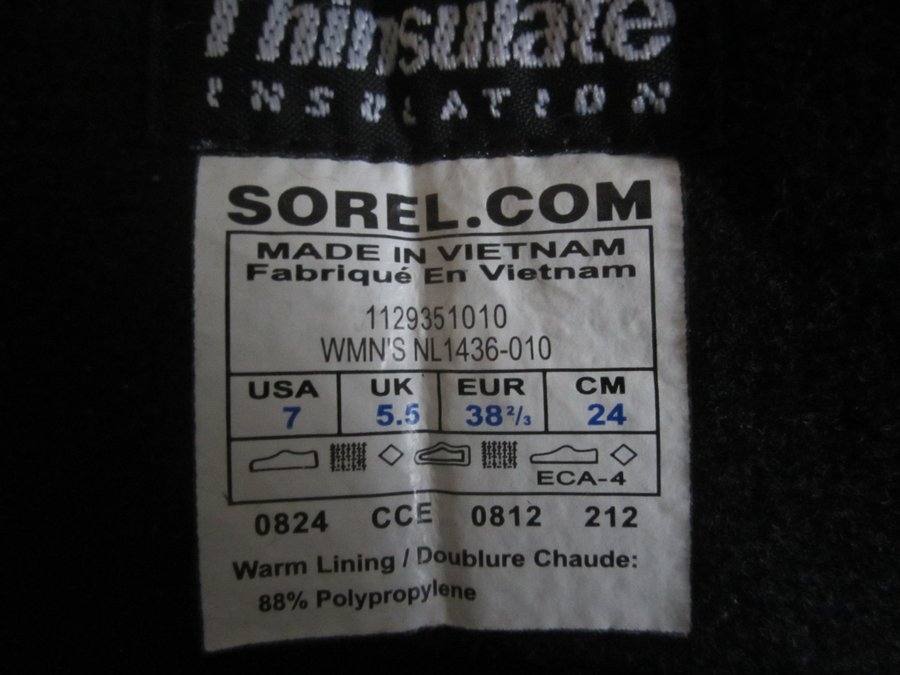 Thinsulate
INSULATION
SOREL.COM
MADE IN VIETNAM
Fabriqué En Vietnam
1129351010
WMN'S NL1436-010
USA UK EUR CM
7 5.5 38²/₃ 24
ECA-4
0824 CCE 0812 212
Warm Lining / Doublure Chaude:
88% Polypropylene